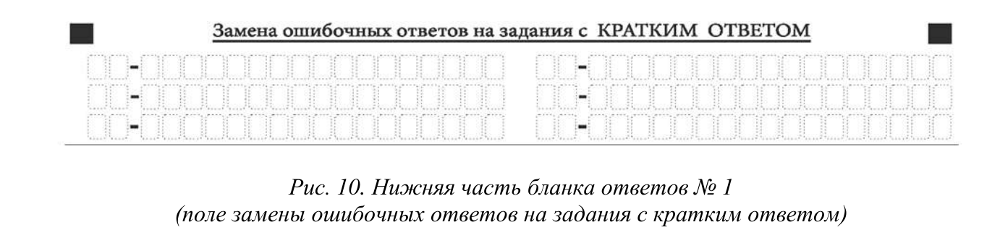 Замена ошибочных ответов на задания с КРАТКИМ ОТВЕТОМ
-
-
-
-
-
-
Рис. 10. Нижняя часть бланка ответов № 1
(поле замены ошибочных ответов на задания с кратким ответом)